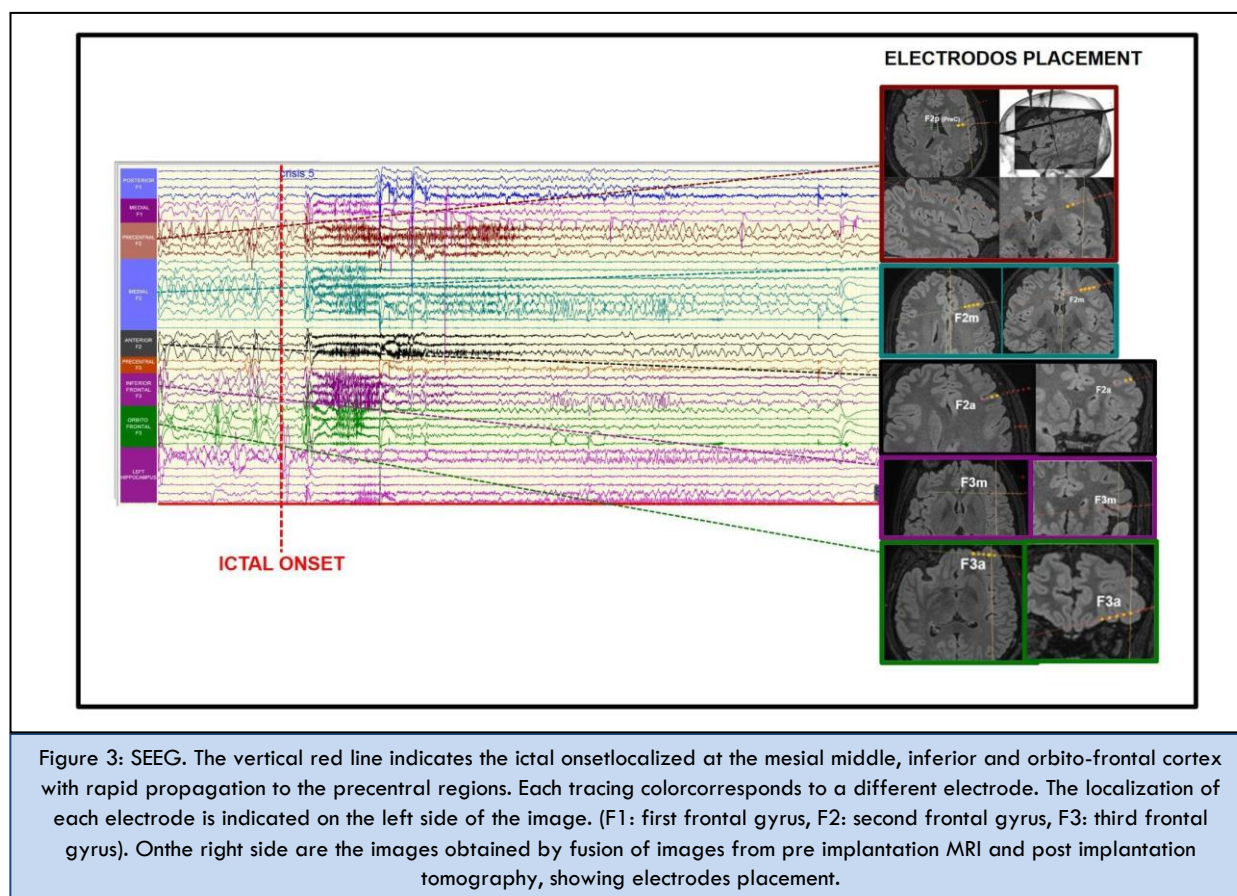 ELECTRODOS PLACEMENT
F2p (PreC)
crisis 5
POSTERIOR
F1
MEDIAL
F1
PRECENTRAL
F2
MEDIAL
F2
ANTERIOR
F2
PRECENTRAL
F3
INFERIOR
FRONTAL
F3
ORBITO
FRONTAL
F3
LEFT
HIPPOCAMPUS
F2m
F2m
F2a
F2a
F3m
F3m
F3a
F3a
ICTAL ONSET
Figure 3: SEEG. The vertical red line indicates the ictal onsetlocalized at the mesial middle, inferior and orbito-frontal cortex
with rapid propagation to the precentral regions. Each tracing colorcorresponds to a different electrode. The localization of
each electrode is indicated on the left side of the image. (F1: first frontal gyrus, F2: second frontal gyrus, F3: third frontal
gyrus). Onthe right side are the images obtained by fusion of images from pre implantation MRI and post implantation
tomography, showing electrodes placement.